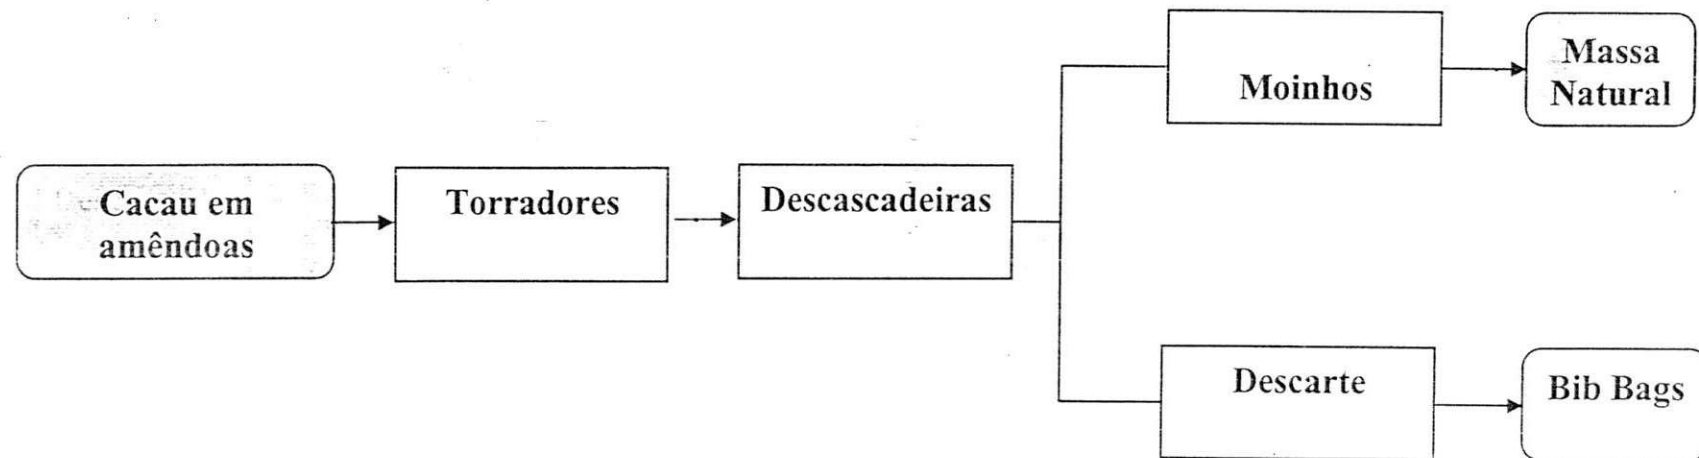 Cacau em
amêndoas
Torradores
Descascadeiras
Moinhos
Massa
Natural
Descarte
Bib Bags